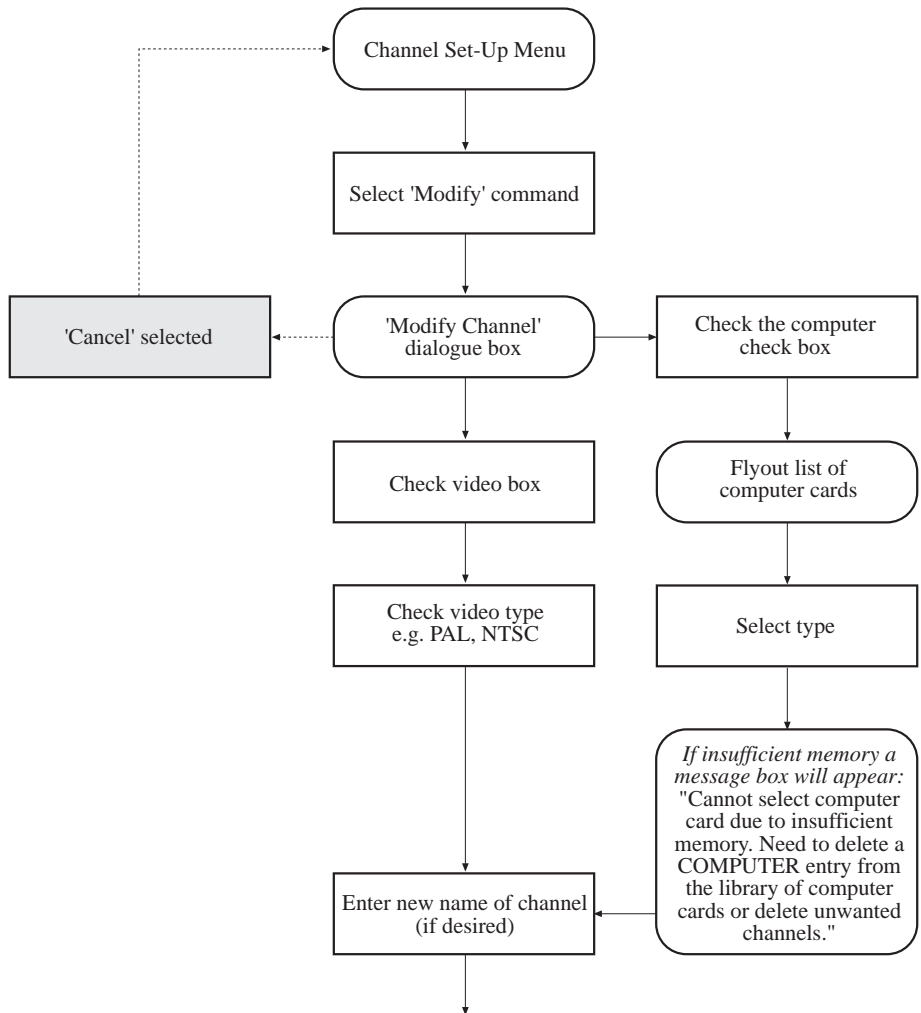 Channel Set-Up Menu
Select 'Modify' command
'Cancel' selected
'Modify Channel'
dialogue box
Check the computer
check box
Check video box
Flyout list of
computer cards
Check video type
e.g. PAL, NTSC
Select type
If insufficient memory a
message box will appear:
"Cannot select computer
card due to insufficient
memory. Need to delete a
COMPUTER entry from
the library of computer
cards or delete unwanted
channels."
Enter new name of channel
(if desired)